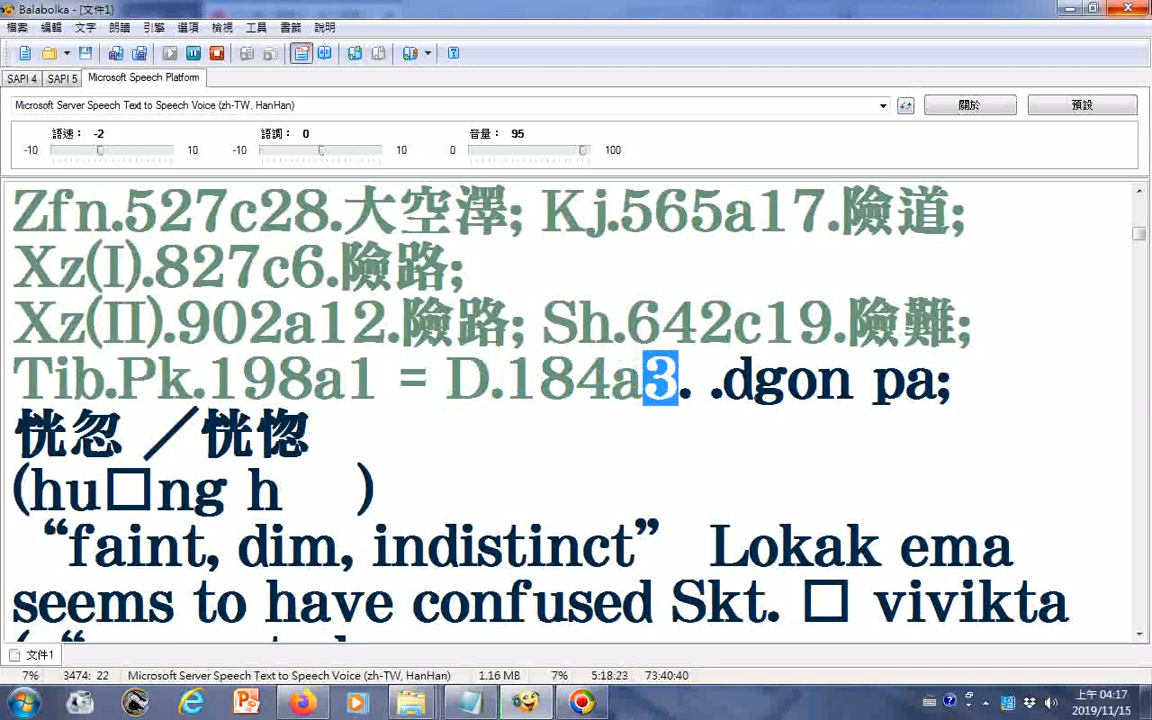 Balabolka - [文件1]
檔案 編輯 文字 朗讀 引擎 選項 檢視 工具 書籤 說明
SAPI 4 SAPI 5 Microsoft Speech Platform
Microsoft Server Speech Text to Speech Voice (zh-TW, HanHan) 關於 預設
語速： -2 語調： 0 音量： 95
-10 10 -10 10 0 100
Zfn.527c28.大空澤; Kj.565a17.險道;
Xz(I).827c6.險路;
Xz(II).902a12.險路; Sh.642c19.險難;
Tib.Pk.198a1 = D.184a3. .dgon pa;
恍忽 ／恍惚
(hu□ng h )
“faint, dim, indistinct” Lokak ema
seems to have confused Skt. □ vivikta
文件1
7% 3474: 22 Microsoft Server Speech Text to Speech Voice (zh-TW, HanHan) 1.16 MB 7% 5:18:23 73:40:40
上午 04:17
2019/11/15